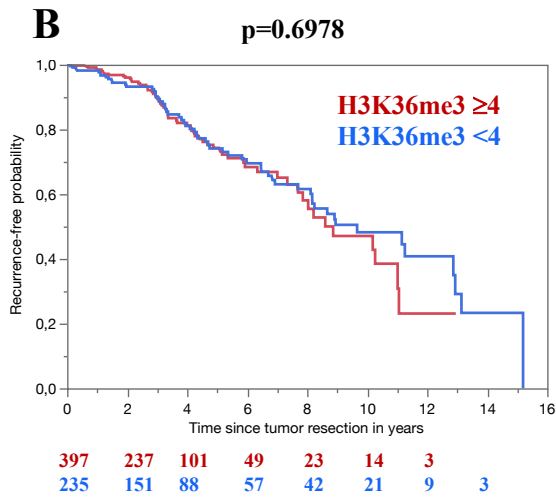 B
p=0.6978
1,0
0,8
0,6
0,4
0,2
0,0
Recurrence-free probability
H3K36me3 ≥4
H3K36me3 <4
0 2 4 6 8 10 12 14 16
Time since tumor resection in years
397 237 101 49 23 14 3
235 151 88 57 42 21 9 3